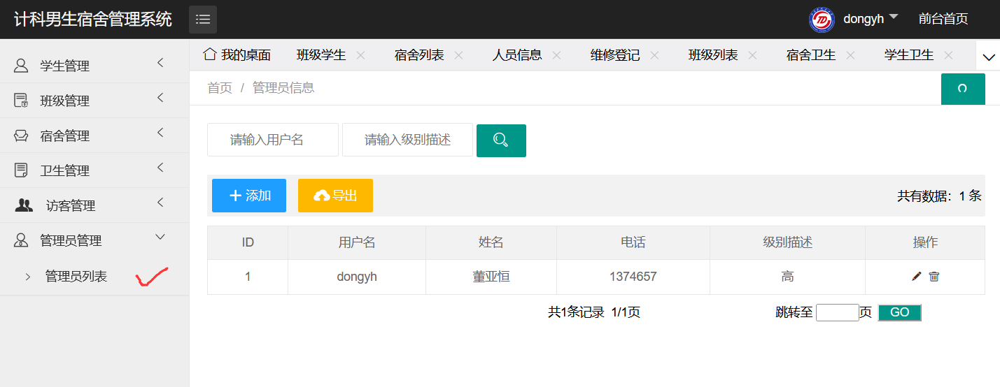 计科男生宿舍管理系统
dongyh 前台首页
学生管理
班级管理
宿舍管理
卫生管理
访客管理
管理员管理
管理员列表
我的桌面 班级学生 宿舍列表 人员信息 维修登记 班级列表 宿舍卫生 学生卫生
首页 / 管理员信息
请输入用户名 请输入级别描述
添加 导出 共有数据：1 条
ID 用户名 姓名 电话 级别描述 操作
1 dongyh 董亚恒 1374657 高
共1条记录 1/1页 跳转至 页 GO